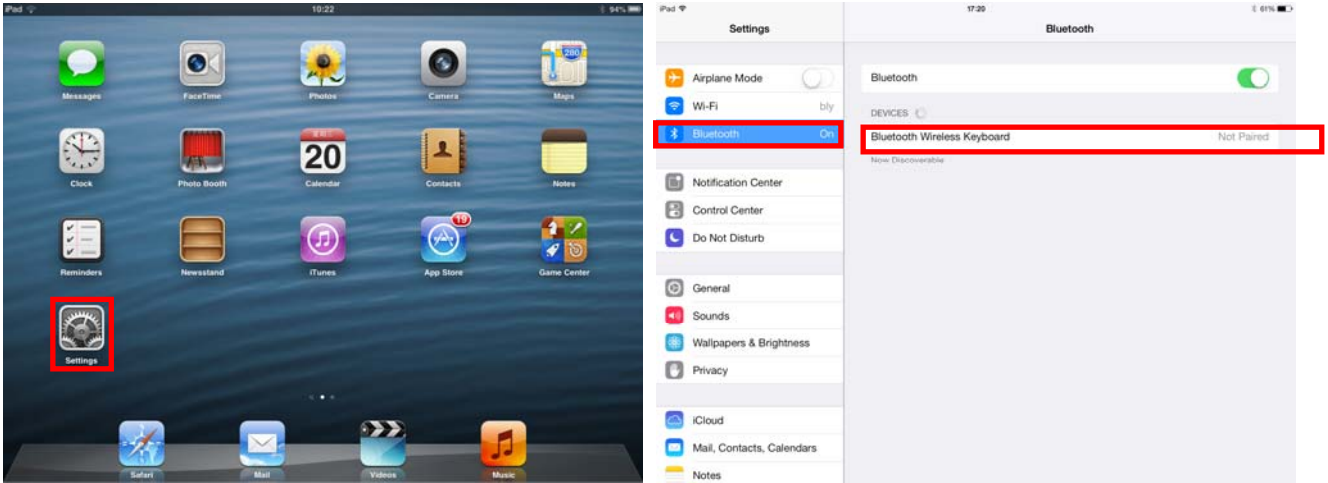 iPad 10:22 94%
280
Messages FaceTime Photos Camera Maps
20
Clock Photo Booth Calendar Contacts Notes
19
Reminders Newsstand iTunes App Store Game Center
Settings
Safari Mail Videos Music
iPad 17:20 61%
Settings
Airplane Mode
Wi-Fi bly
Bluetooth On
Notification Center
Control Center
Do Not Disturb
General
Sounds
Wallpapers & Brightness
Privacy
iCloud
Mail, Contacts, Calendars
Notes
Bluetooth
Bluetooth
DEVICES
Bluetooth Wireless Keyboard Not Paired
Now Discoverable